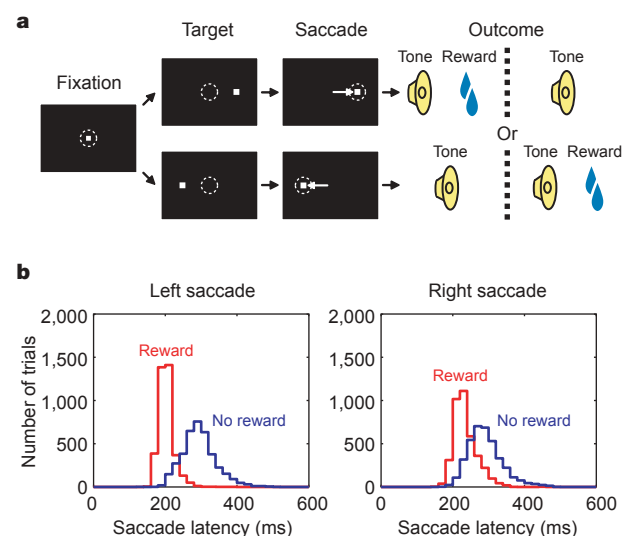 a
Target Saccade Outcome
Fixation
Tone Reward Tone
Or
Tone Tone Reward
b
Left saccade Right saccade
Number of trials
2,000 2,000
1,500 1,500
1,000 1,000
500 500
0 0
Reward Reward
No reward No reward
0 200 400 600 0 200 400 600
Saccade latency (ms) Saccade latency (ms)